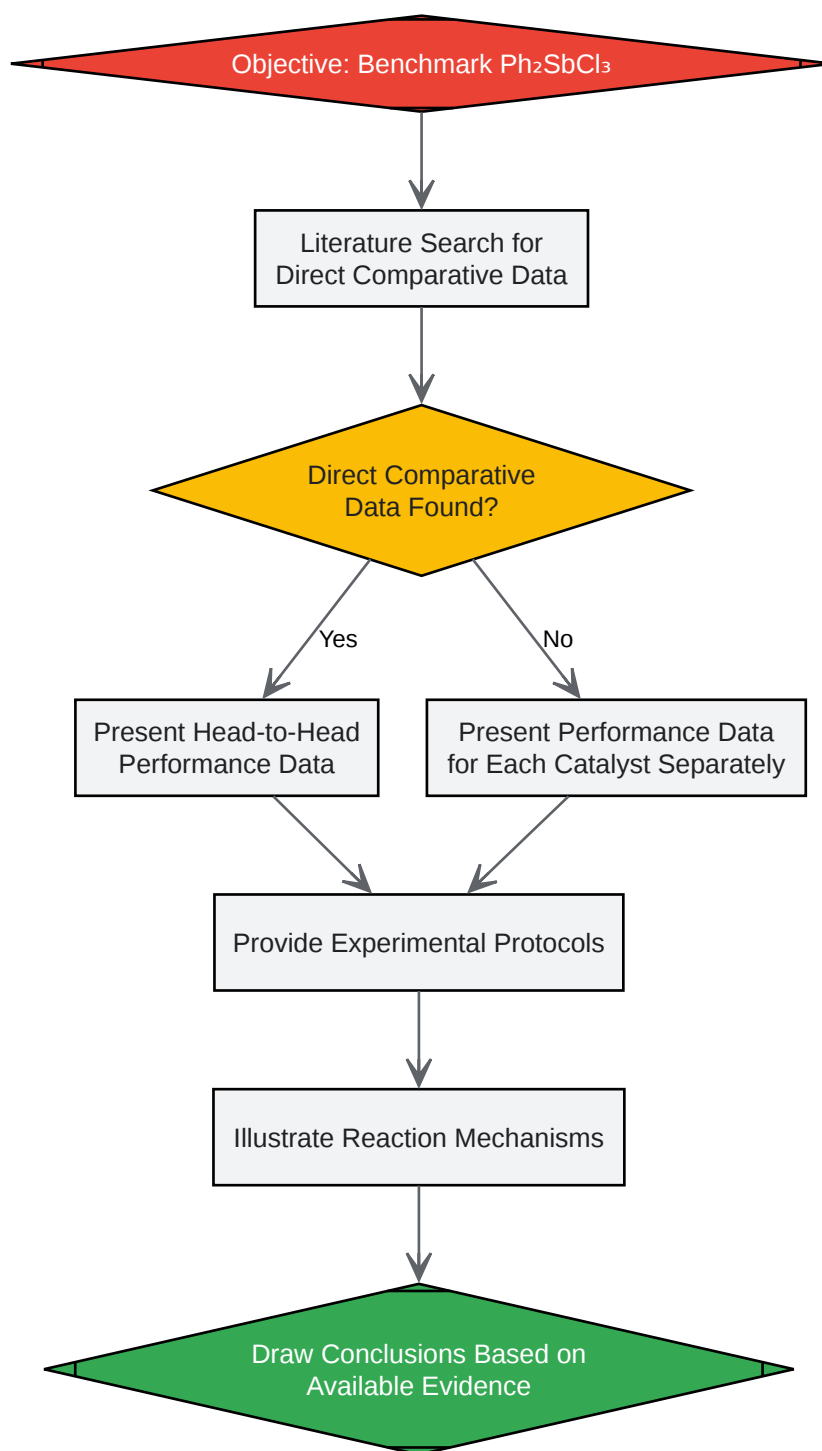 Objective: Benchmark Ph₂SbCl₃
Literature Search for
Direct Comparative Data
Direct Comparative
Data Found?
Yes
No
Present Head-to-Head
Performance Data
Present Performance Data
for Each Catalyst Separately
Provide Experimental Protocols
Illustrate Reaction Mechanisms
Draw Conclusions Based on
Available Evidence